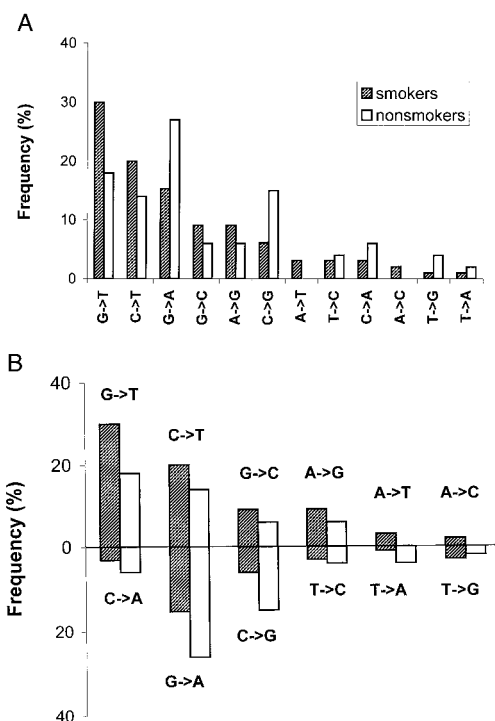 A
40
30
20
10
0
Frequency (%)
smokers
nonsmokers
G->T
C->T
G->A
G->C
A->G
C->G
A->T
T->C
C->A
A->C
T->G
T->A
B
40
20
0
20
40
Frequency (%)
G->T
C->T
G->C A->G
A->T A->C
C->A
G->A
C->G
T->C T->A T->G